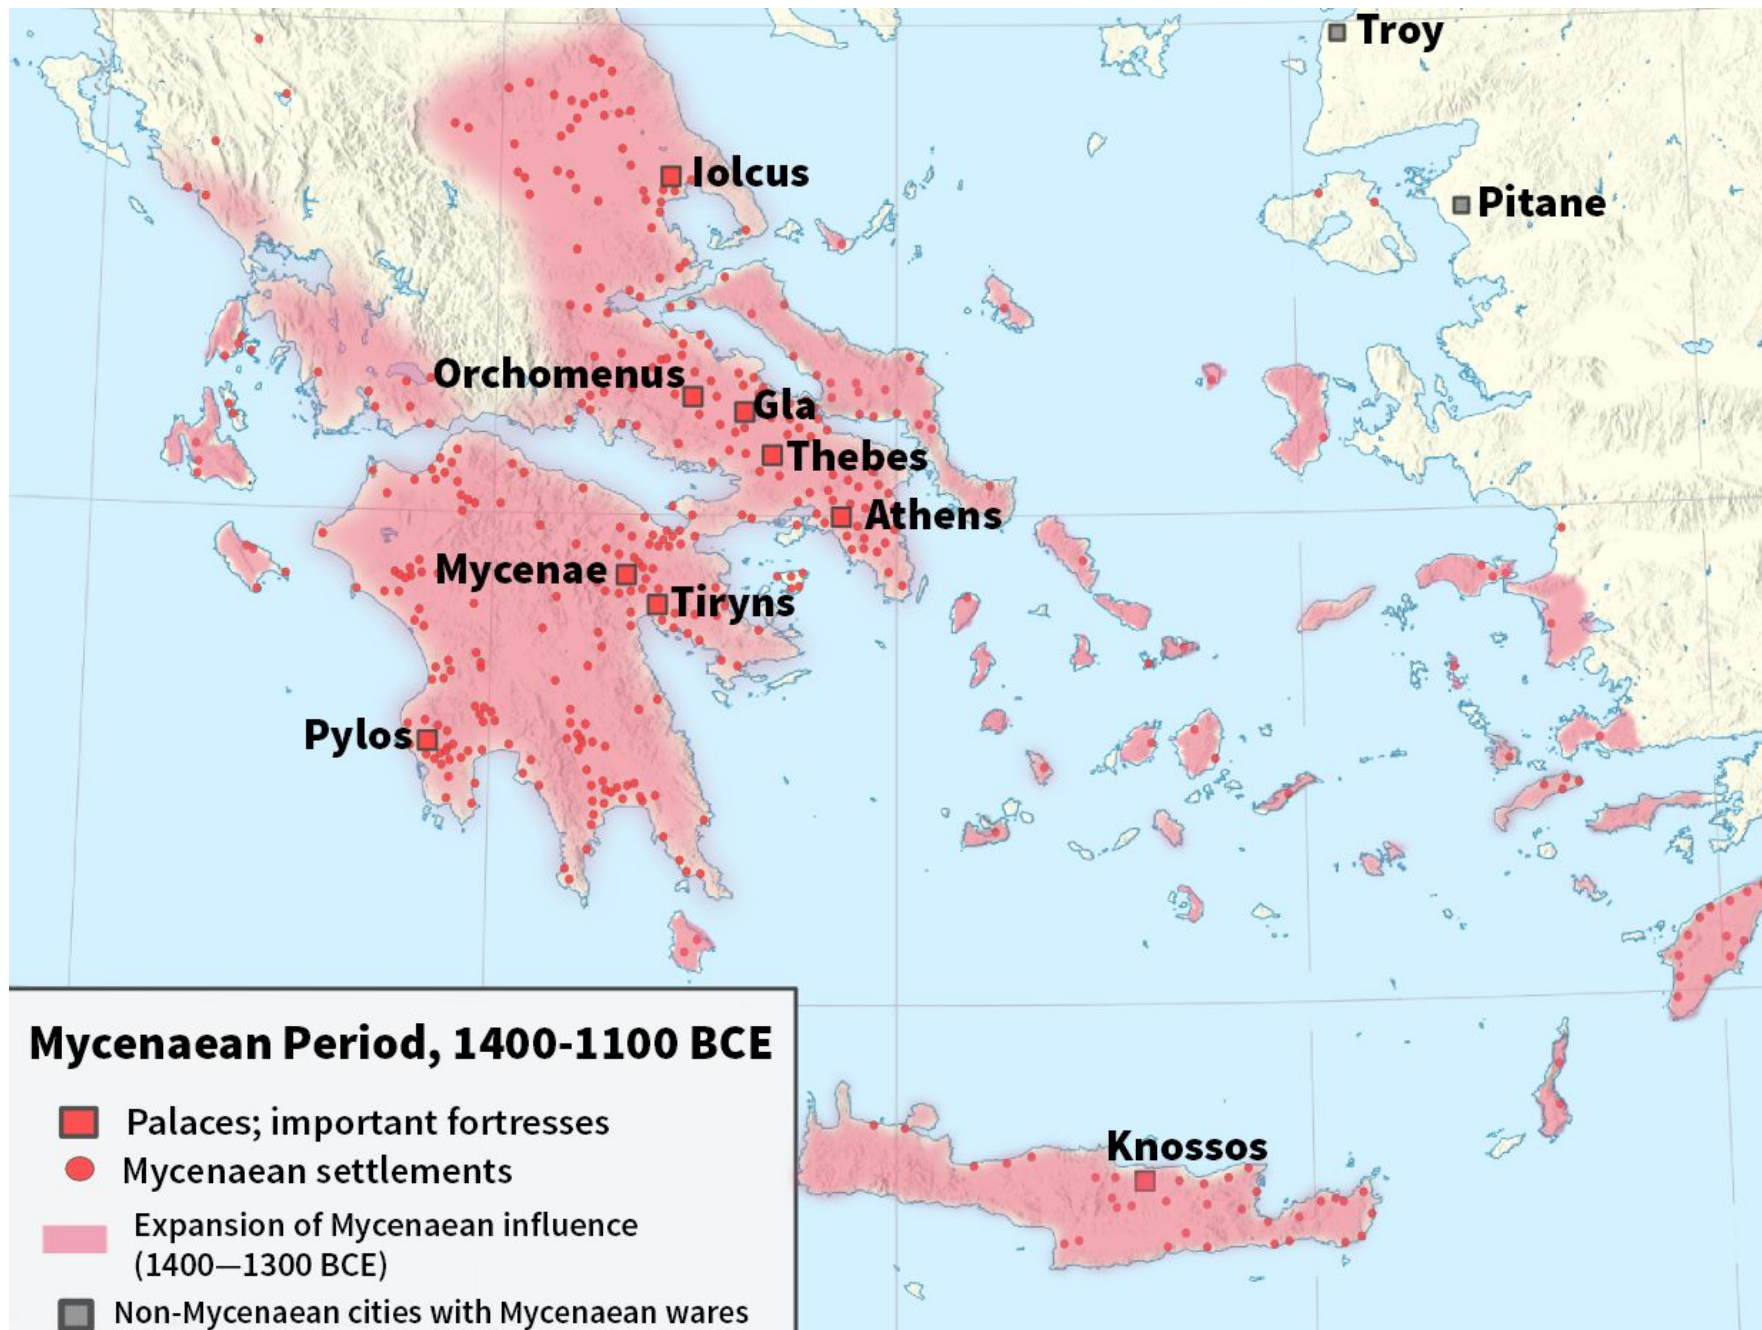 Troy
Iolcus
Pitane
Orchomenus
Gla
Thebes
Athens
Mycenae
Tiryns
Pylos
Knossos
Mycenaean Period, 1400-1100 BCE
Palaces; important fortresses
Mycenaean settlements
Expansion of Mycenaean influence
(1400—1300 BCE)
Non-Mycenaean cities with Mycenaean wares